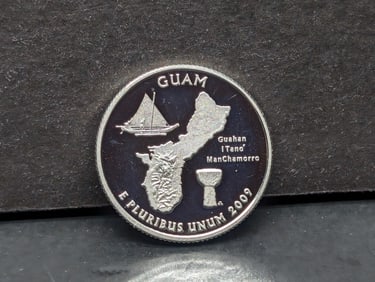 GUAM
Guahan
I Tano'
ManChamorro
E PLURIBUS UNUM 2009